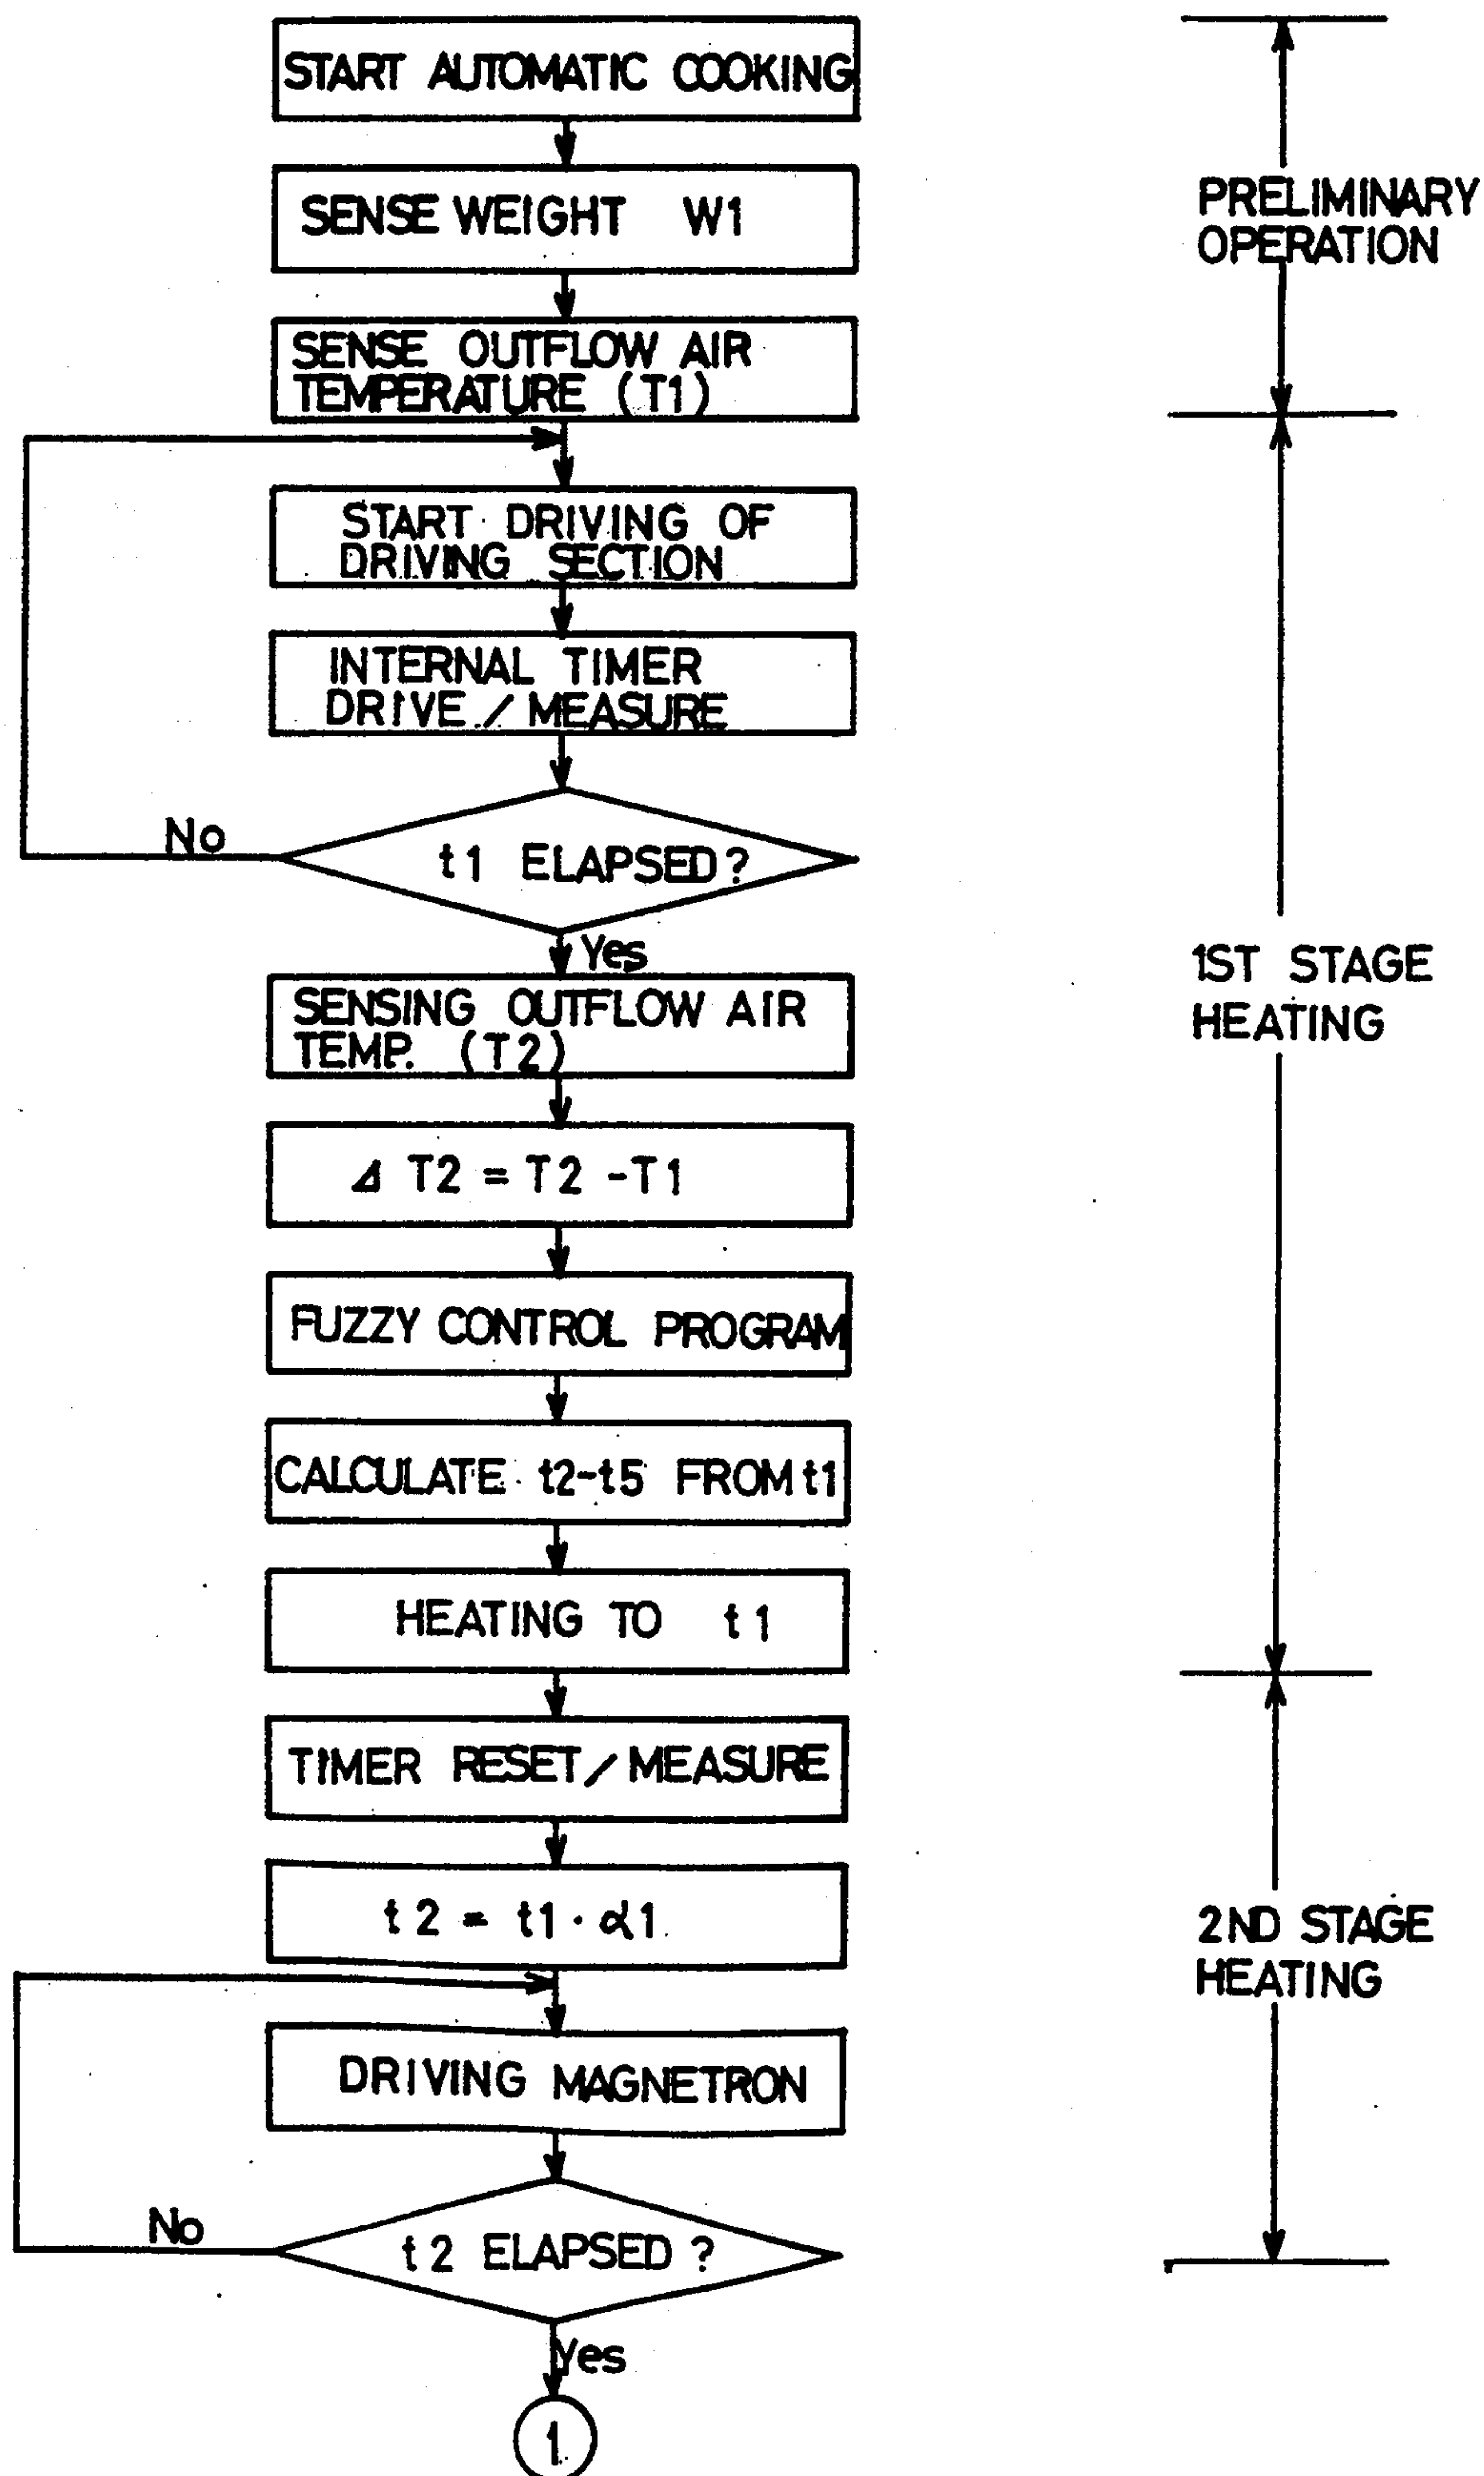 START AUTOMATIC COOKING
SENSE WEIGHT W1
PRELIMINARY
OPERATION
SENSE OUTFLOW AIR
TEMPERATURE (T1)
START DRIVING OF
DRIVING SECTION
INTERNAL TIMER
DRIVE / MEASURE
No
t1 ELAPSED?
Yes
1ST STAGE
HEATING
SENSING OUTFLOW AIR
TEMP. (T2)
⊿ T2 = T2 - T1
FUZZY CONTROL PROGRAM
CALCULATE t2-t5 FROM t1
HEATING TO t1
TIMER RESET / MEASURE
t2 = t1 · α1
2ND STAGE
HEATING
DRIVING MAGNETRON
No
t2 ELAPSED ?
Yes
1